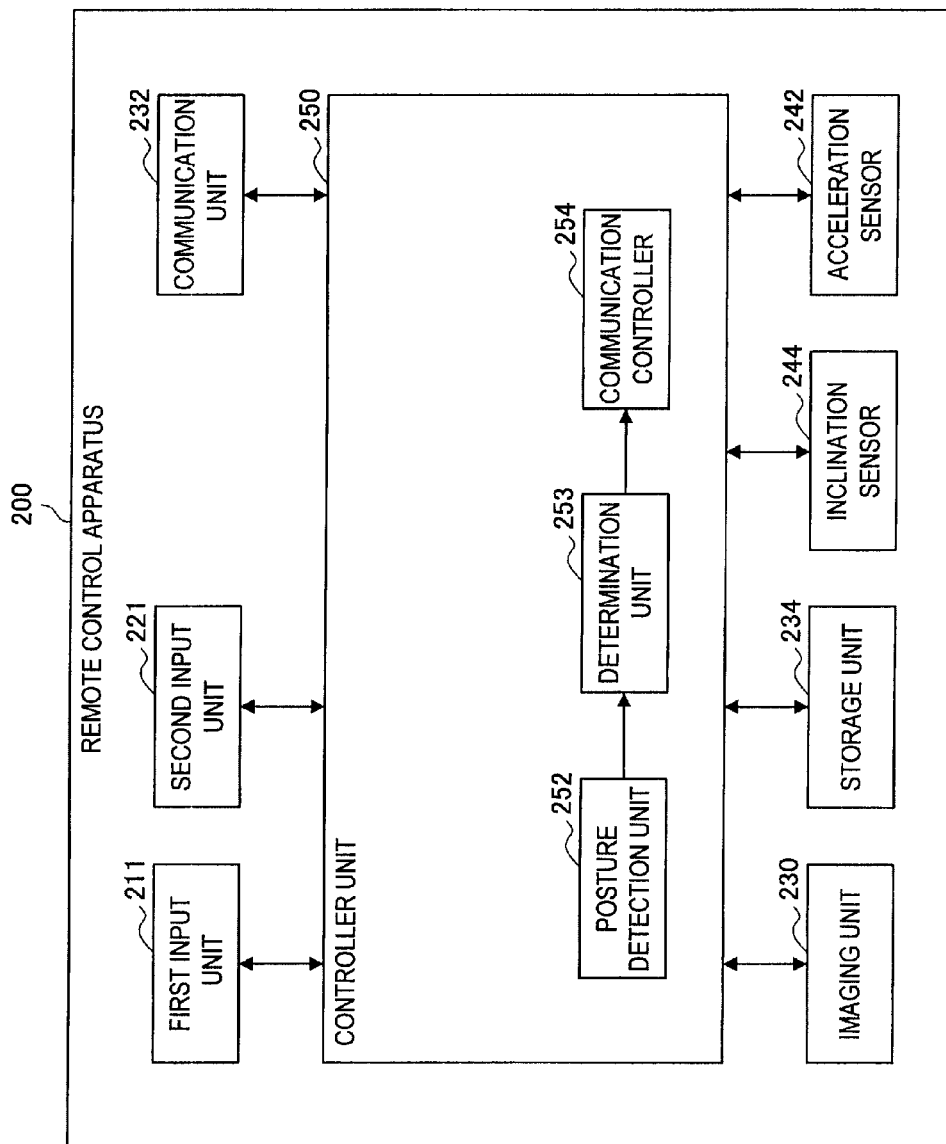 200
REMOTE CONTROL APPARATUS
211
FIRST INPUT
UNIT
221
SECOND INPUT
UNIT
232
COMMUNICATION
UNIT
250
CONTROLLER UNIT
252
POSTURE
DETECTION UNIT
253
DETERMINATION
UNIT
254
COMMUNICATION
CONTROLLER
230
IMAGING UNIT
234
STORAGE UNIT
244
INCLINATION
SENSOR
242
ACCELERATION
SENSOR